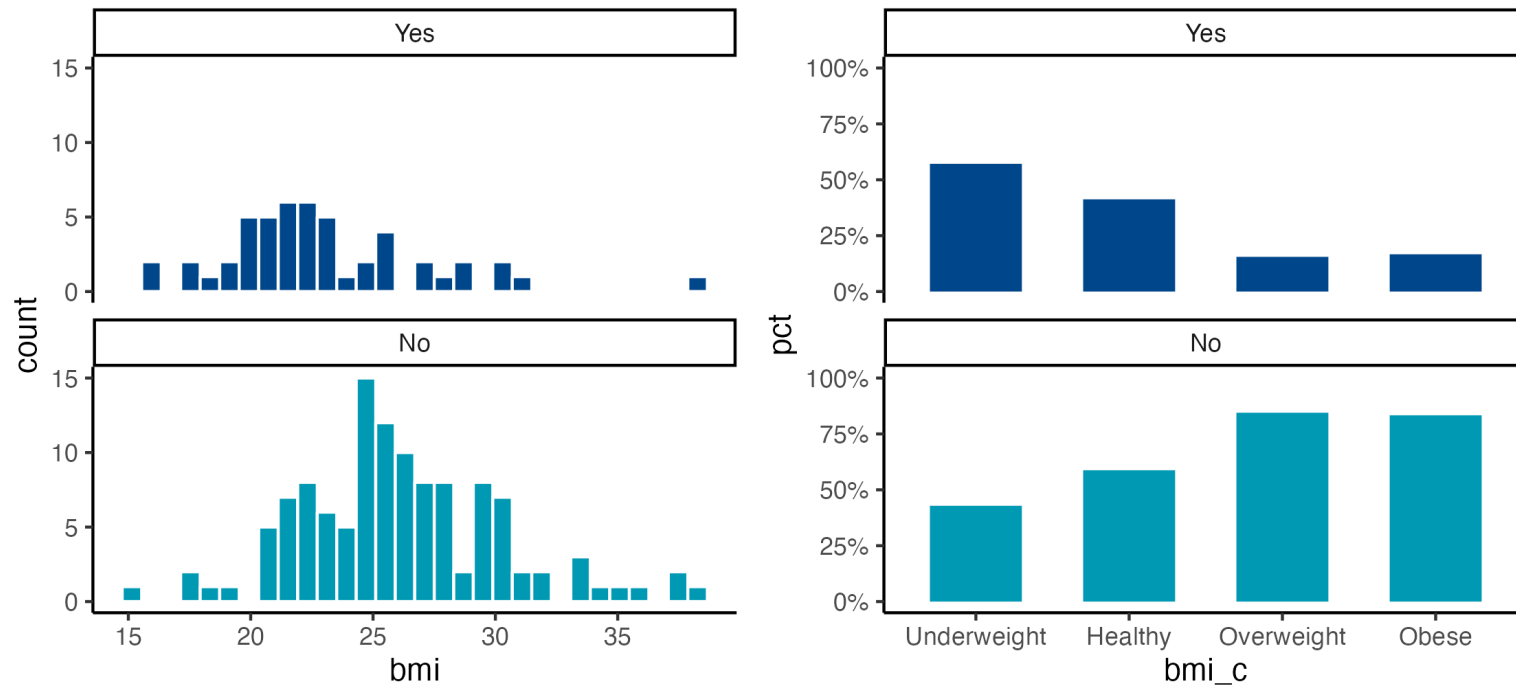 Yes
15
10
5
0
count
No
15
10
5
0
15 20 25 30 35
bmi
Yes
100%
75%
50%
25%
0%
pct
No
100%
75%
50%
25%
0%
Underweight Healthy Overweight Obese
bmi_c